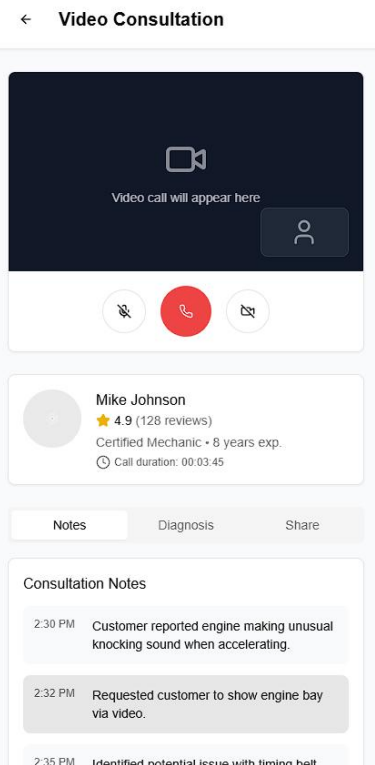 Video Consultation
Video call will appear here
Mike Johnson
4.9 (128 reviews)
Certified Mechanic • 8 years exp.
Call duration: 00:03:45
Notes Diagnosis Share
Consultation Notes
2:30 PM Customer reported engine making unusual
knocking sound when accelerating.
2:32 PM Requested customer to show engine bay
via video.
2:35 PM Identified potential issue with timing belt